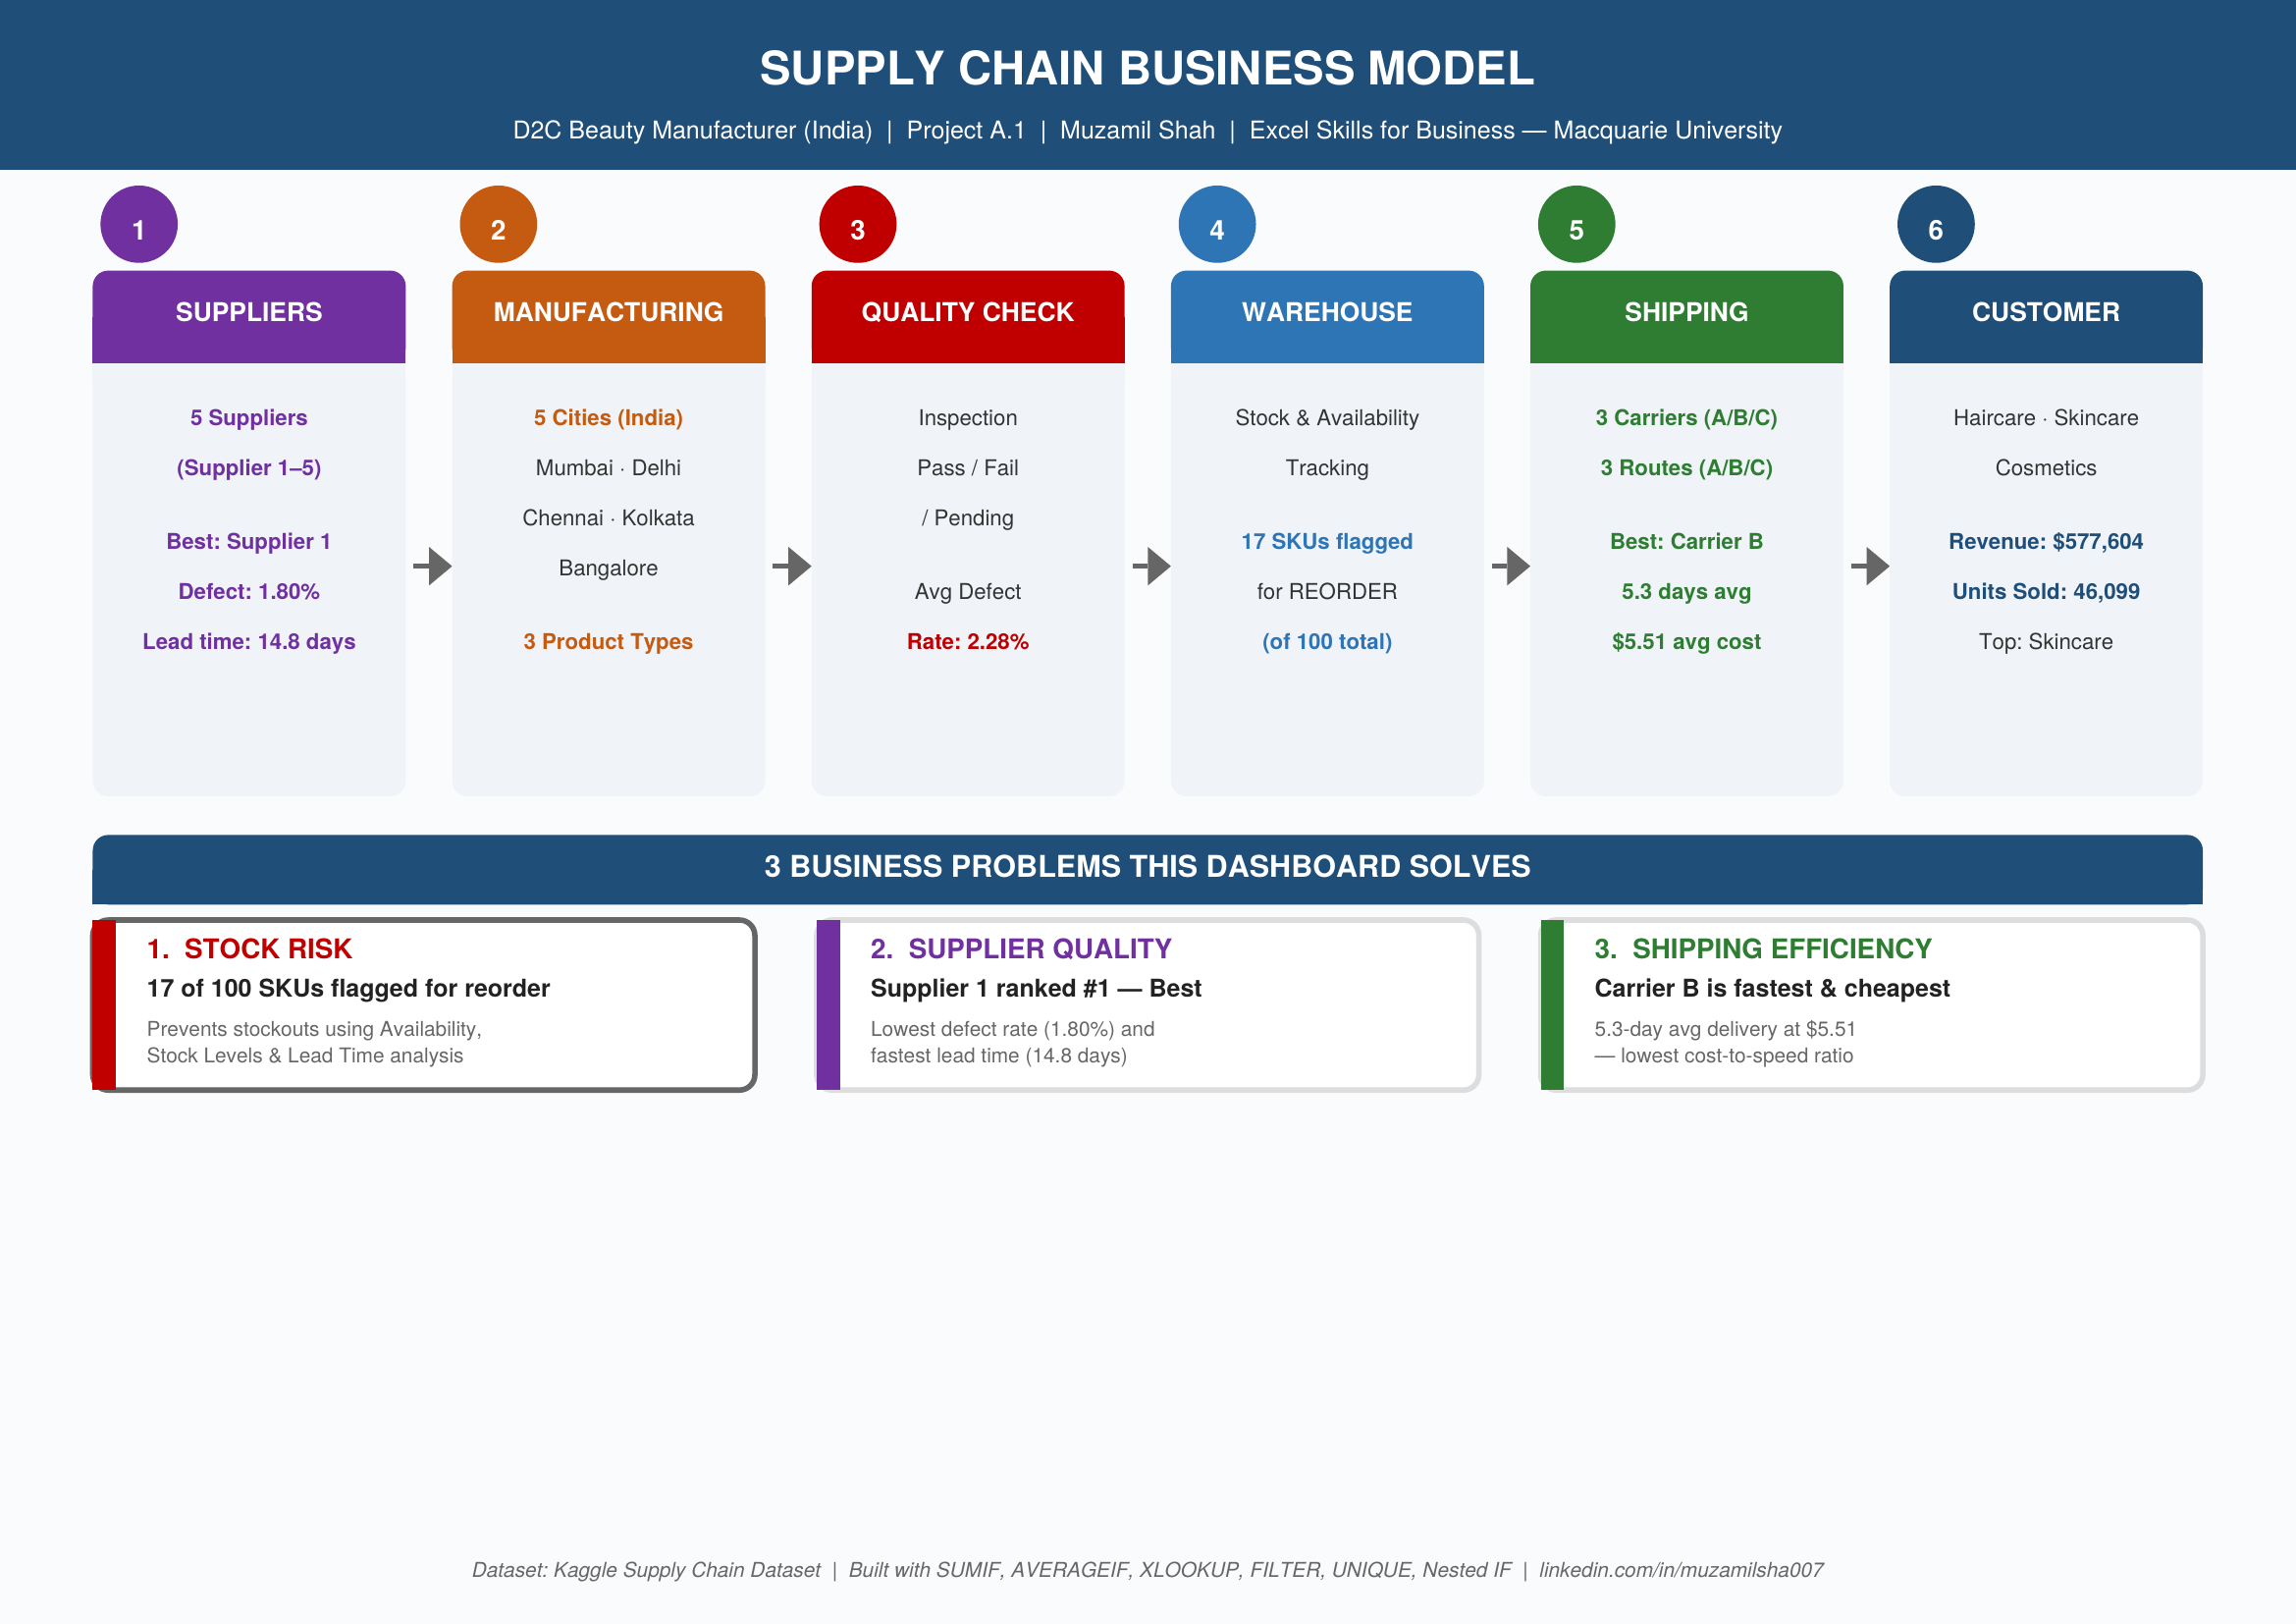 SUPPLY CHAIN BUSINESS MODEL
D2C Beauty Manufacturer (India) | Project A.1 | Muzamil Shah | Excel Skills for Business — Macquarie University
1
SUPPLIERS
5 Suppliers
(Supplier 1–5)
Best: Supplier 1
Defect: 1.80%
Lead time: 14.8 days
2
MANUFACTURING
5 Cities (India)
Mumbai · Delhi
Chennai · Kolkata
Bangalore
3 Product Types
3
QUALITY CHECK
Inspection
Pass / Fail
/ Pending
Avg Defect
Rate: 2.28%
4
WAREHOUSE
Stock & Availability
Tracking
17 SKUs flagged
for REORDER
(of 100 total)
5
SHIPPING
3 Carriers (A/B/C)
3 Routes (A/B/C)
Best: Carrier B
5.3 days avg
$5.51 avg cost
6
CUSTOMER
Haircare · Skincare
Cosmetics
Revenue: $577,604
Units Sold: 46,099
Top: Skincare
3 BUSINESS PROBLEMS THIS DASHBOARD SOLVES
1. STOCK RISK
17 of 100 SKUs flagged for reorder
Prevents stockouts using Availability,
Stock Levels & Lead Time analysis
2. SUPPLIER QUALITY
Supplier 1 ranked #1 — Best
Lowest defect rate (1.80%) and
fastest lead time (14.8 days)
3. SHIPPING EFFICIENCY
Carrier B is fastest & cheapest
5.3-day avg delivery at $5.51
— lowest cost-to-speed ratio
Dataset: Kaggle Supply Chain Dataset | Built with SUMIF, AVERAGEIF, XLOOKUP, FILTER, UNIQUE, Nested IF | linkedin.com/in/muzamilsha007